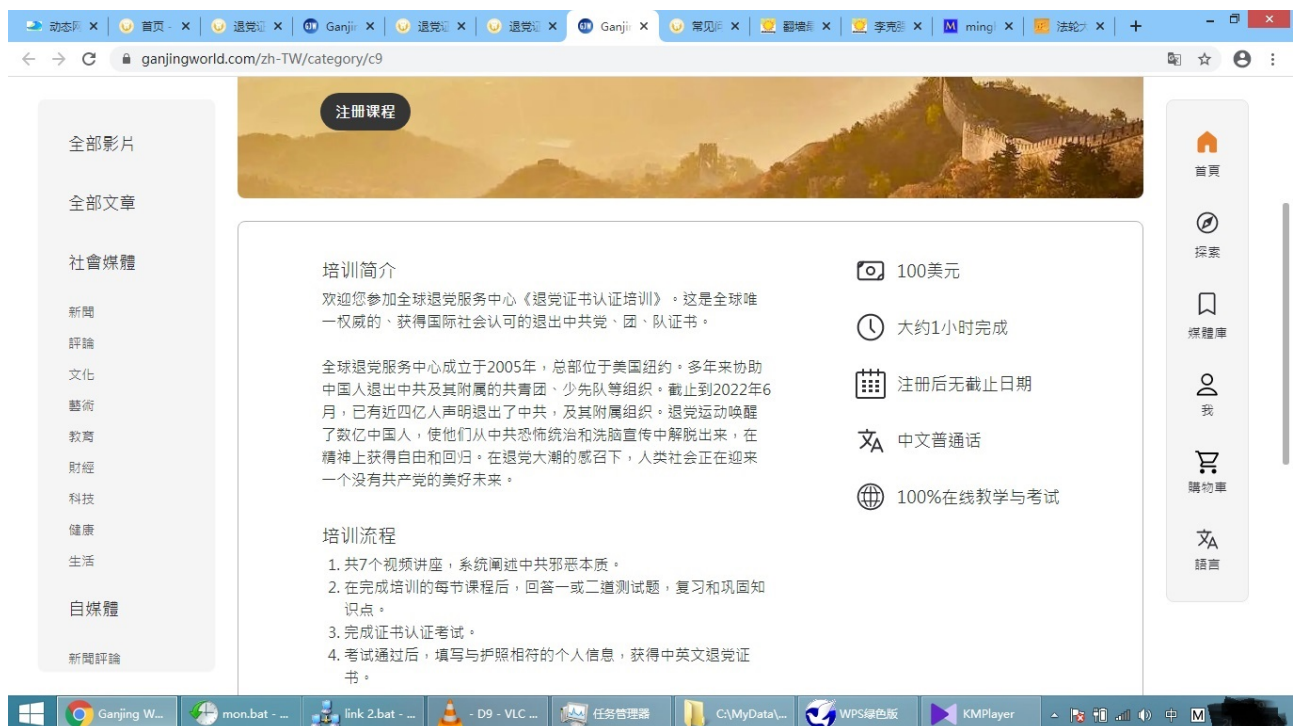 动态网
首页 -
退党证
Ganjin
退党证
退党证
Ganjin
常见问
翻墙最
李克强
mingl
法轮大
ganjingworld.com/zh-TW/category/c9
注册课程
全部影片
全部文章
社會媒體
新聞
評論
文化
藝術
教育
財經
科技
健康
生活
自媒體
新聞評論
培训简介
欢迎您参加全球退党服务中心《退党证书认证培训》。这是全球唯
一权威的、获得国际社会认可的退出中共党、团、队证书。
全球退党服务中心成立于2005年，总部位于美国纽约。多年来协助
中国人退出中共及其附属的共青团、少先队等组织。截止到2022年6
月，已有近四亿人声明退出了中共，及其附属组织。退党运动唤醒
了数亿中国人，使他们从中共恐怖统治和洗脑宣传中解脱出来，在
精神上获得自由和回归。在退党大潮的感召下，人类社会正在迎来
一个没有共产党的美好未来。
培训流程
1. 共7个视频讲座，系统阐述中共邪恶本质。
2. 在完成培训的每节课程后，回答一或二道测试题，复习和巩固知
识点。
3. 完成证书认证考试。
4. 考试通过后，填写与护照相符的个人信息，获得中英文退党证
书。
100美元
大约1小时完成
注册后无截止日期
中文普通话
100%在线教学与考试
首頁
探索
媒體庫
我
購物車
語言
Ganjing W...
mon.bat - ...
link 2.bat - ...
- D9 - VLC ...
任务管理器
C:\MyData\...
WPS绿色版
KMPlayer
中
M